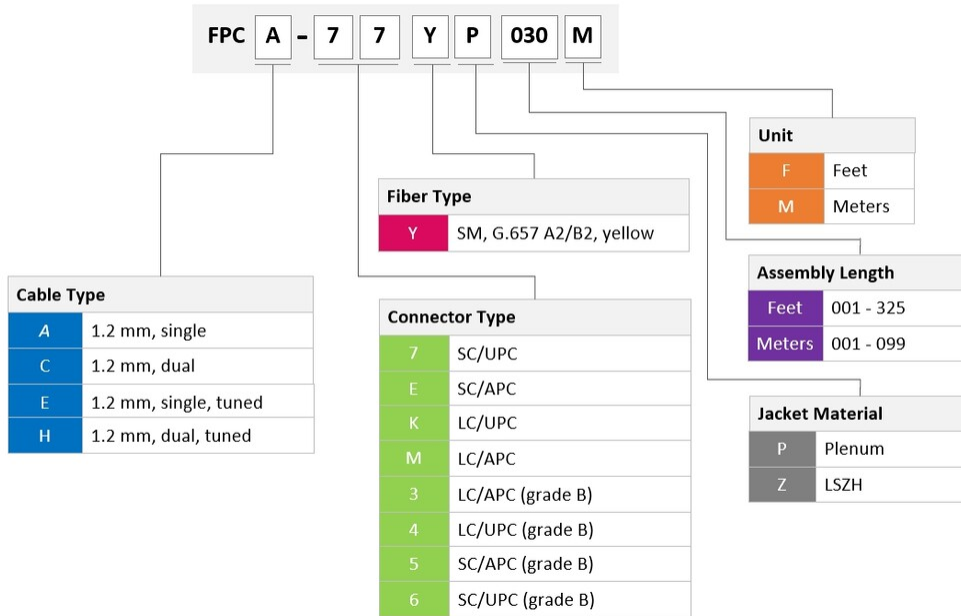 FPC A - 7 7 Y P 030 M
Unit
F Feet
M Meters
Fiber Type
Y SM, G.657 A2/B2, yellow
Assembly Length
Feet 001 - 325
Meters 001 - 099
Cable Type
A 1.2 mm, single
C 1.2 mm, dual
E 1.2 mm, single, tuned
H 1.2 mm, dual, tuned
Connector Type
7 SC/UPC
E SC/APC
K LC/UPC
M LC/APC
3 LC/APC (grade B)
4 LC/UPC (grade B)
5 SC/APC (grade B)
6 SC/UPC (grade B)
Jacket Material
P Plenum
Z LSZH